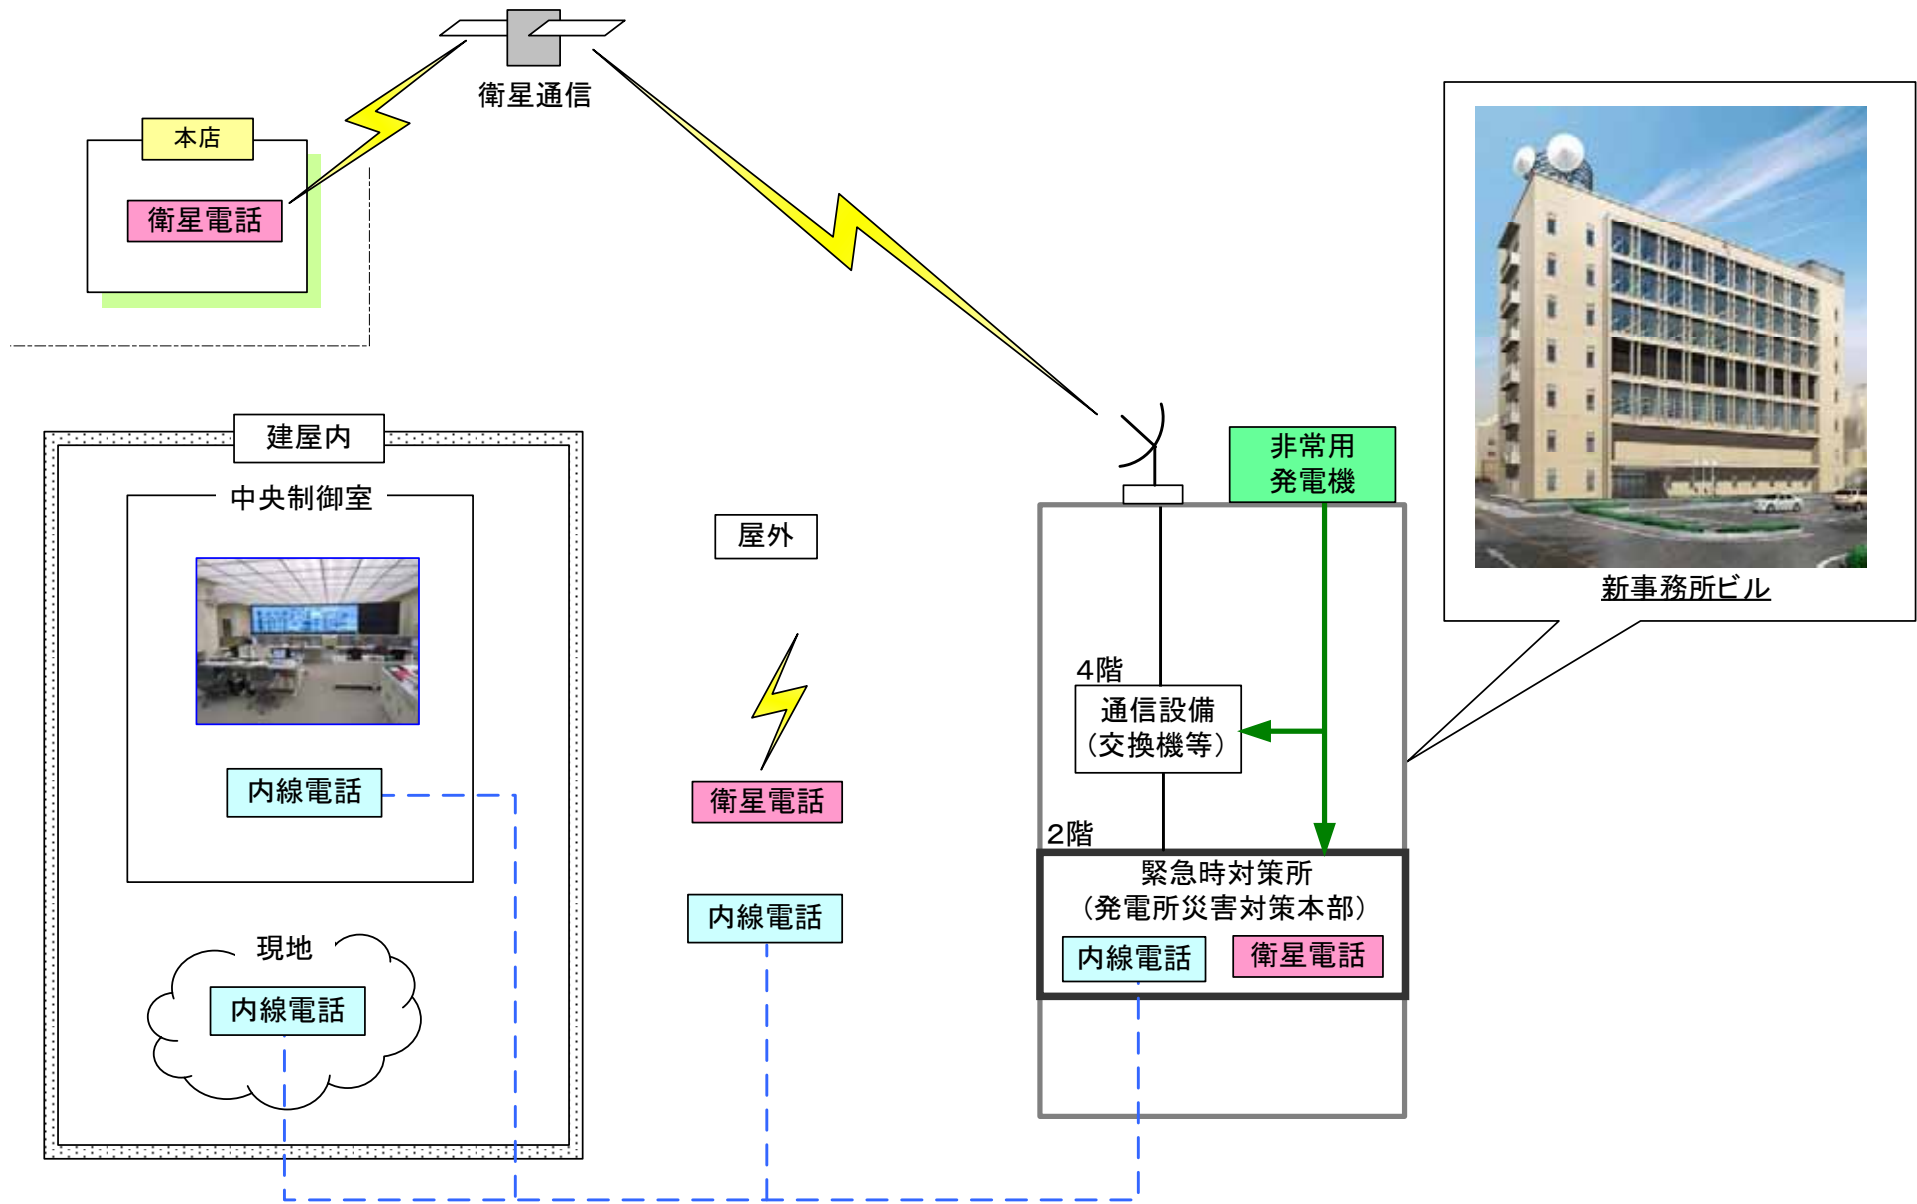 衛星通信
本店
衛星電話
新事務所ビル
建屋内
中央制御室
内線電話
現地
内線電話
屋外
衛星電話
内線電話
非常用
発電機
4階
通信設備
（交換機等）
2階
緊急時対策所
（発電所災害対策本部）
内線電話
衛星電話